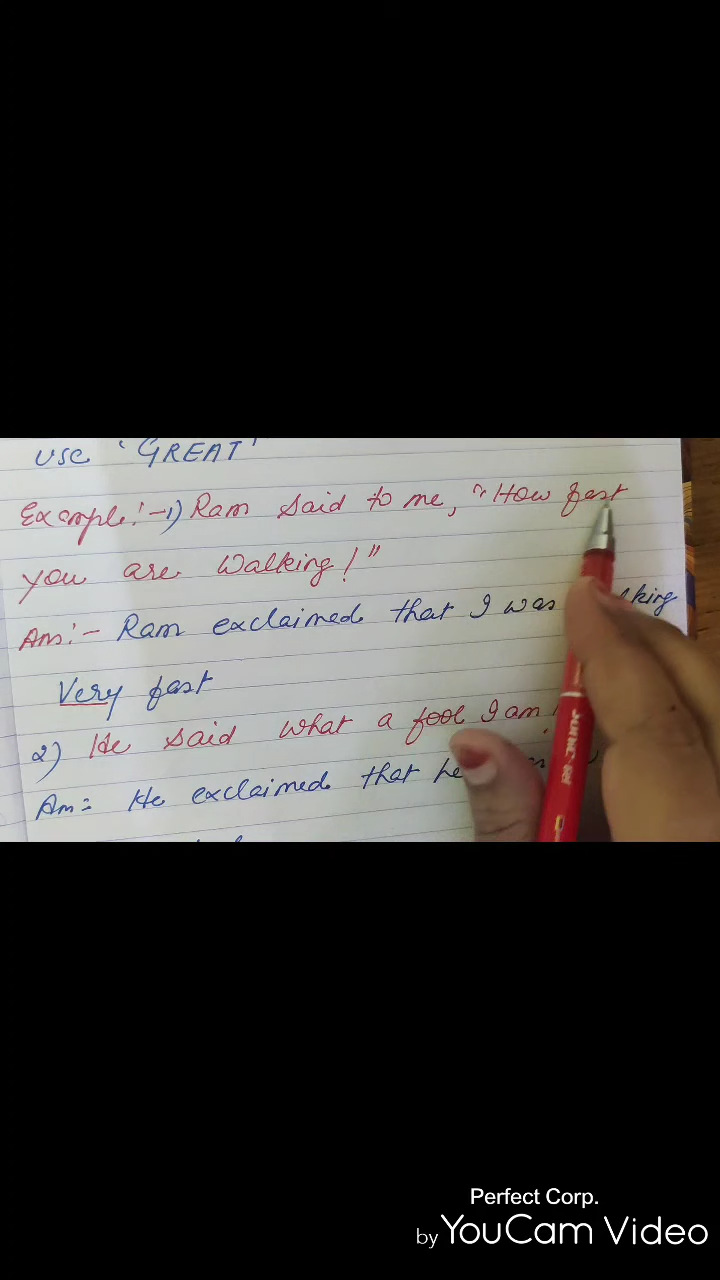 USE 'GREAT'
Example:-1) Ram said to me, "How fast
you are walking!"
Ans:- Ram exclaimed that I was
Very fast
2) He said what a fool I am!
Ans:- He exclaimed that he
Perfect Corp.
by YouCam Video